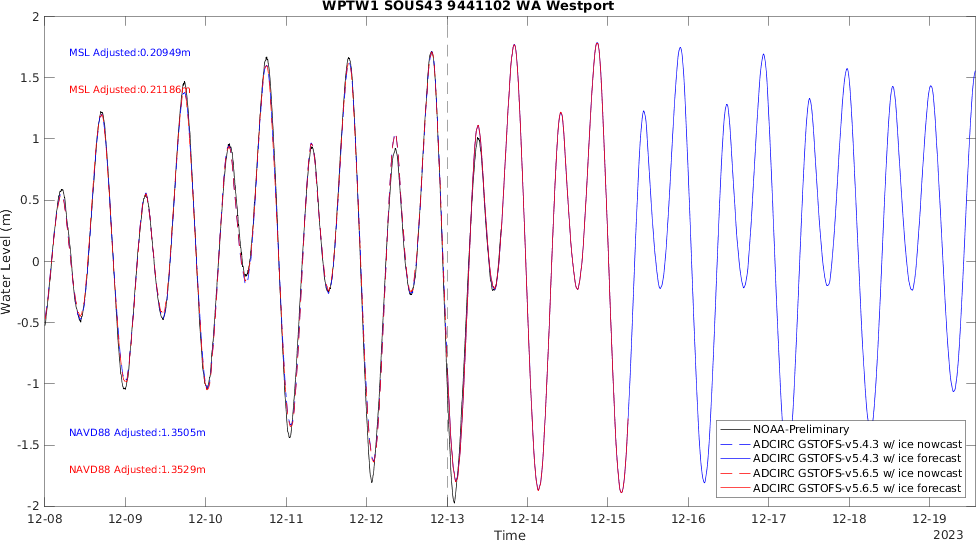 WPTW1 SOUS43 9441102 WA Westport
Water Level (m)
2
1.5
1
0.5
0
-0.5
-1
-1.5
-2
MSL Adjusted:0.20949m
MSL Adjusted:0.21186m
NAVD88 Adjusted:1.3505m
NAVD88 Adjusted:1.3529m
NOAA-Preliminary
ADCIRC GSTOFS-v5.4.3 w/ ice nowcast
ADCIRC GSTOFS-v5.4.3 w/ ice forecast
ADCIRC GSTOFS-v5.6.5 w/ ice nowcast
ADCIRC GSTOFS-v5.6.5 w/ ice forecast
12-08 12-09 12-10 12-11 12-12 12-13 12-14 12-15 12-16 12-17 12-18 12-19
Time
2023